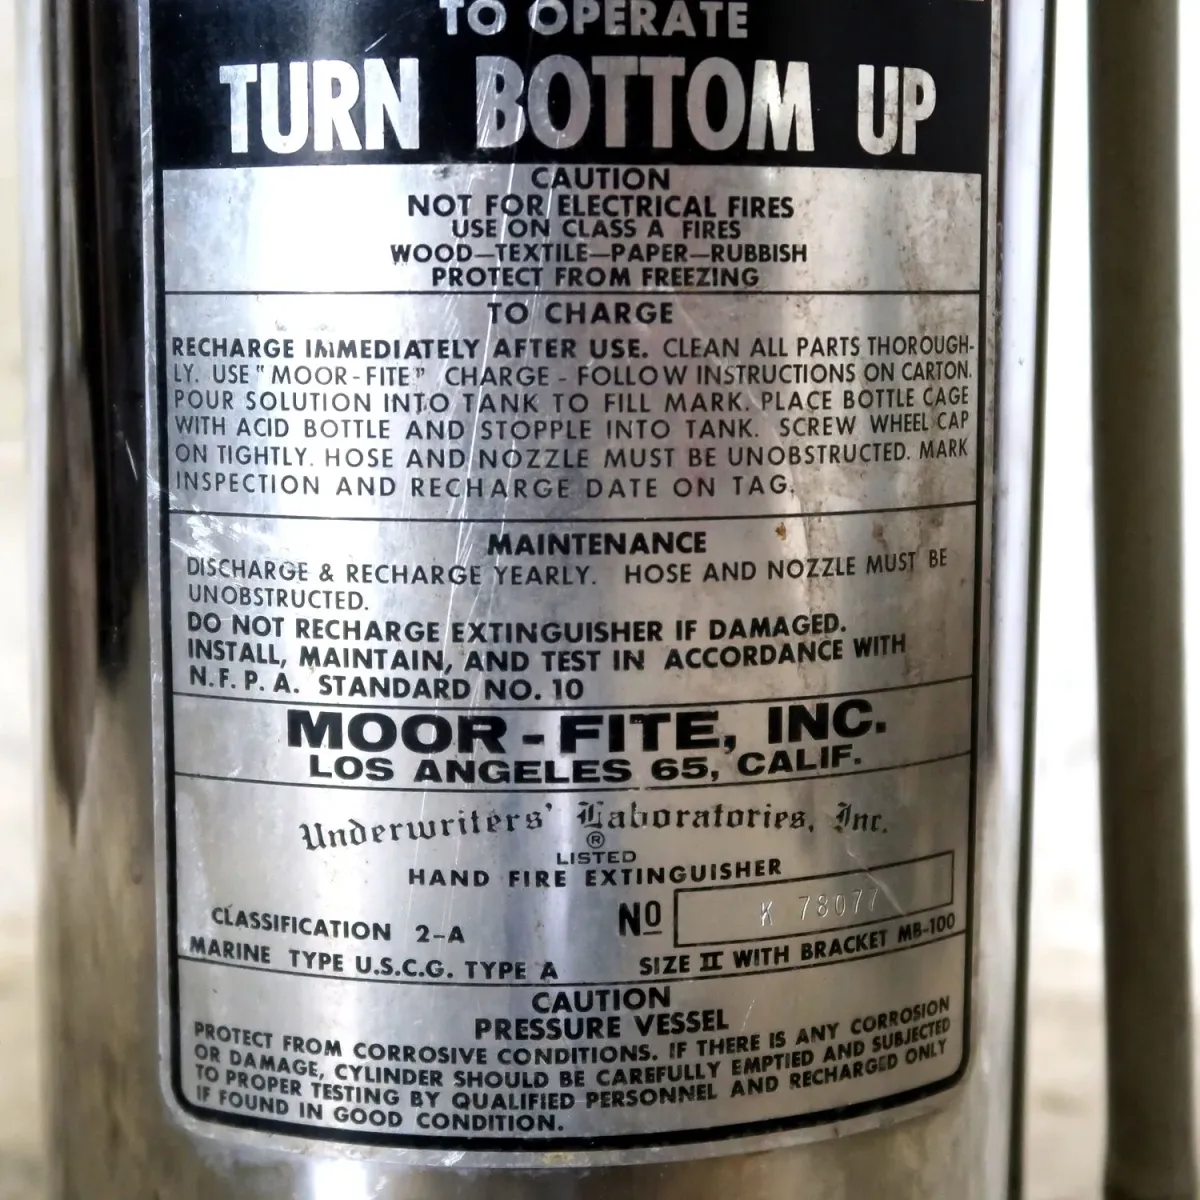 TO OPERATE
TURN BOTTOM UP
CAUTION
NOT FOR ELECTRICAL FIRES
USE ON CLASS A FIRES
WOOD—TEXTILE—PAPER—RUBBISH
PROTECT FROM FREEZING
TO CHARGE
RECHARGE IMMEDIATELY AFTER USE. CLEAN ALL PARTS THOROUGH-
LY. USE "MOOR-FITE" CHARGE - FOLLOW INSTRUCTIONS ON CARTON.
POUR SOLUTION INTO TANK TO FILL MARK. PLACE BOTTLE CAGE
WITH ACID BOTTLE AND STOPPLE INTO TANK. SCREW WHEEL CAP
ON TIGHTLY. HOSE AND NOZZLE MUST BE UNOBSTRUCTED. MARK
INSPECTION AND RECHARGE DATE ON TAG.
MAINTENANCE
DISCHARGE & RECHARGE YEARLY. HOSE AND NOZZLE MUST BE
UNOBSTRUCTED.
DO NOT RECHARGE EXTINGUISHER IF DAMAGED.
INSTALL, MAINTAIN, AND TEST IN ACCORDANCE WITH
N.F.P.A. STANDARD NO. 10
MOOR-FITE, INC.
LOS ANGELES 65, CALIF.
Underwriters' Laboratories, Inc.
®
LISTED
HAND FIRE EXTINGUISHER
CLASSIFICATION 2-A Nº K 78077
MARINE TYPE U.S.C.G. TYPE A SIZE II WITH BRACKET MB-100
CAUTION
PRESSURE VESSEL
PROTECT FROM CORROSIVE CONDITIONS. IF THERE IS ANY CORROSION
OR DAMAGE, CYLINDER SHOULD BE CAREFULLY EMPTIED AND SUBJECTED
TO PROPER TESTING BY QUALIFIED PERSONNEL AND RECHARGED ONLY
IF FOUND IN GOOD CONDITION.